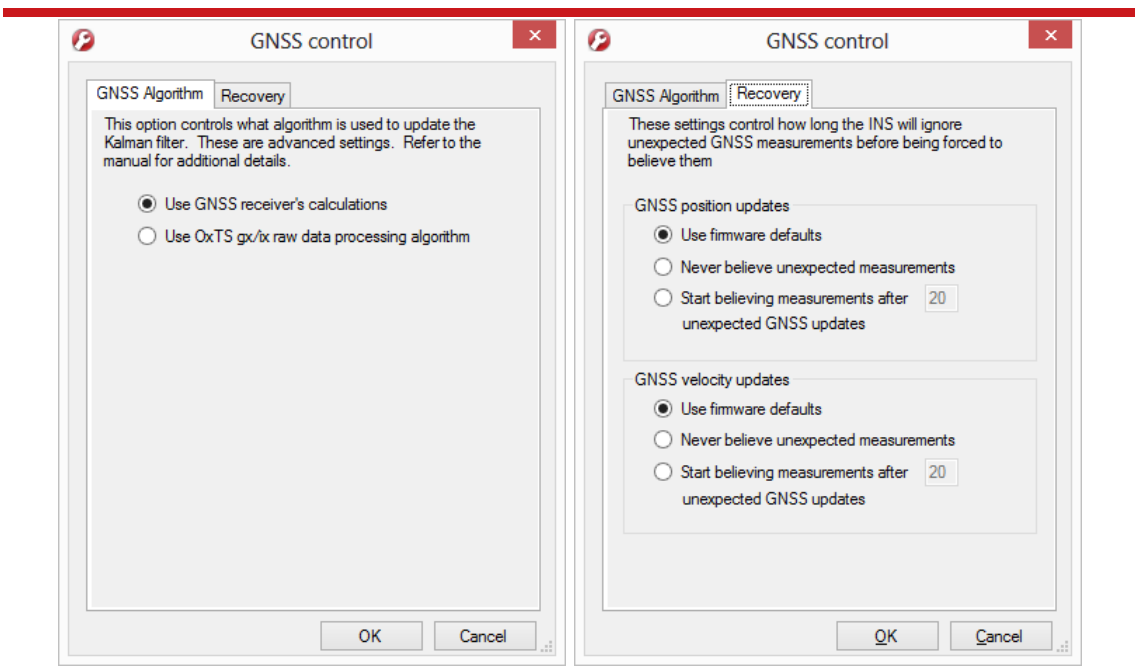 GNSS control
GNSS Algorithm Recovery
This option controls what algorithm is used to update the
Kalman filter. These are advanced settings. Refer to the
manual for additional details.
Use GNSS receiver's calculations
Use OxTS gx/ix raw data processing algorithm
OK Cancel
GNSS control
GNSS Algorithm Recovery
These settings control how long the INS will ignore
unexpected GNSS measurements before being forced to
believe them
GNSS position updates
Use firmware defaults
Never believe unexpected measurements
Start believing measurements after 20
unexpected GNSS updates
GNSS velocity updates
Use firmware defaults
Never believe unexpected measurements
Start believing measurements after 20
unexpected GNSS updates
OK Cancel